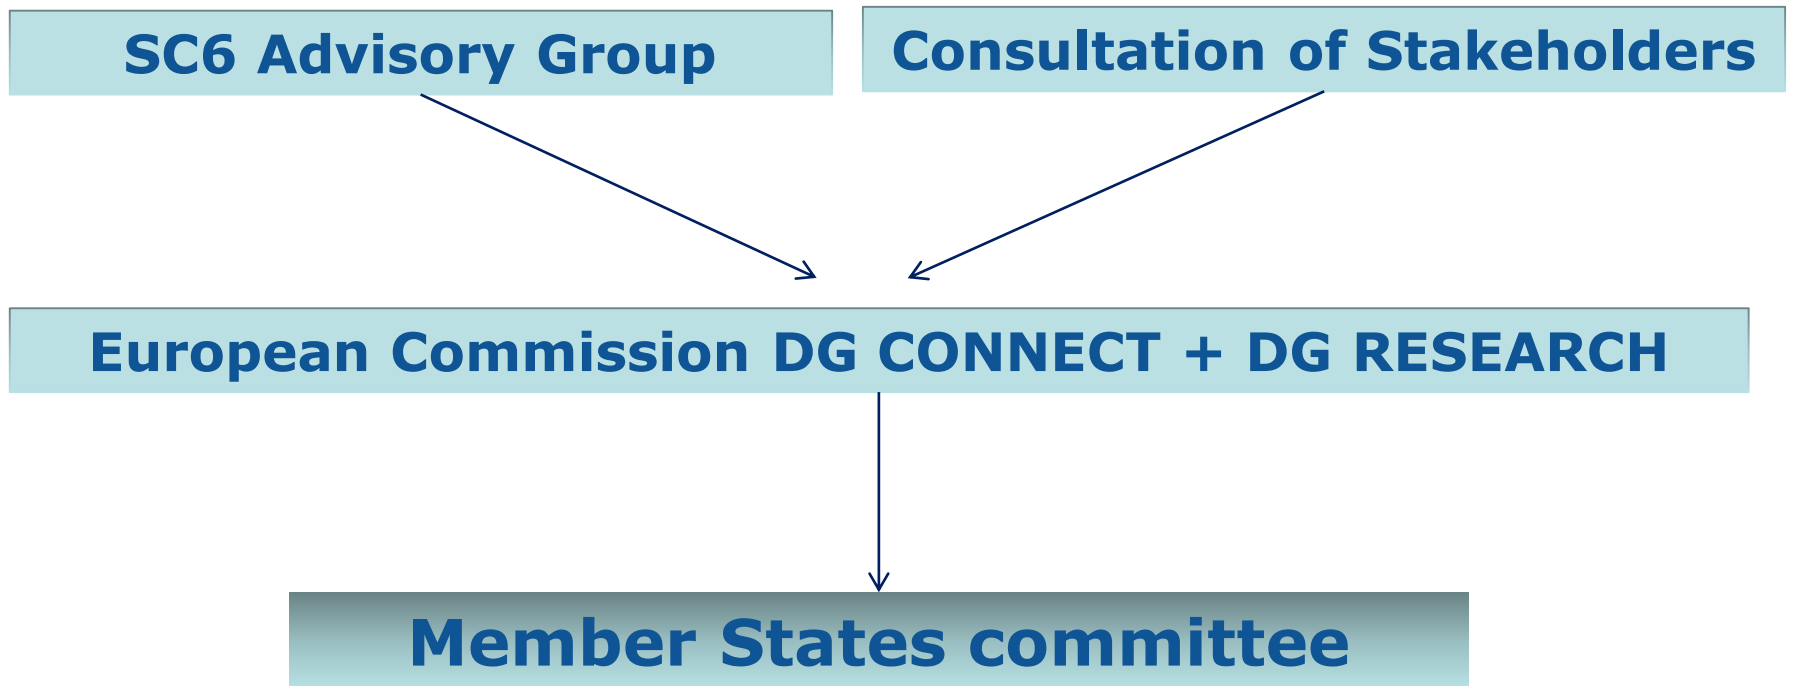 SC6 Advisory Group
Consultation of Stakeholders
European Commission DG CONNECT + DG RESEARCH
Member States committee